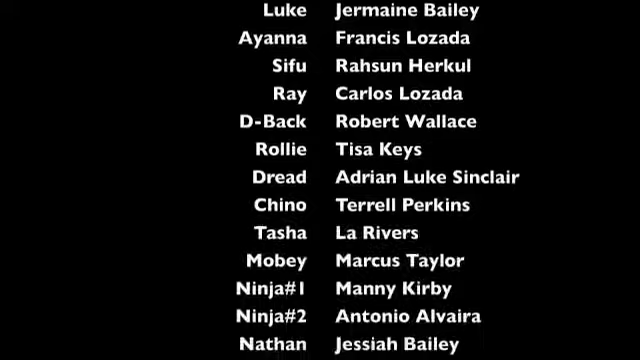 Luke Jermaine Bailey
Ayanna Francis Lozada
Sifu Rahsun Herkul
Ray Carlos Lozada
D-Back Robert Wallace
Rollie Tisa Keys
Dread Adrian Luke Sinclair
Chino Terrell Perkins
Tasha La Rivers
Mobey Marcus Taylor
Ninja#1 Manny Kirby
Ninja#2 Antonio Alvaira
Nathan Jessiah Bailey